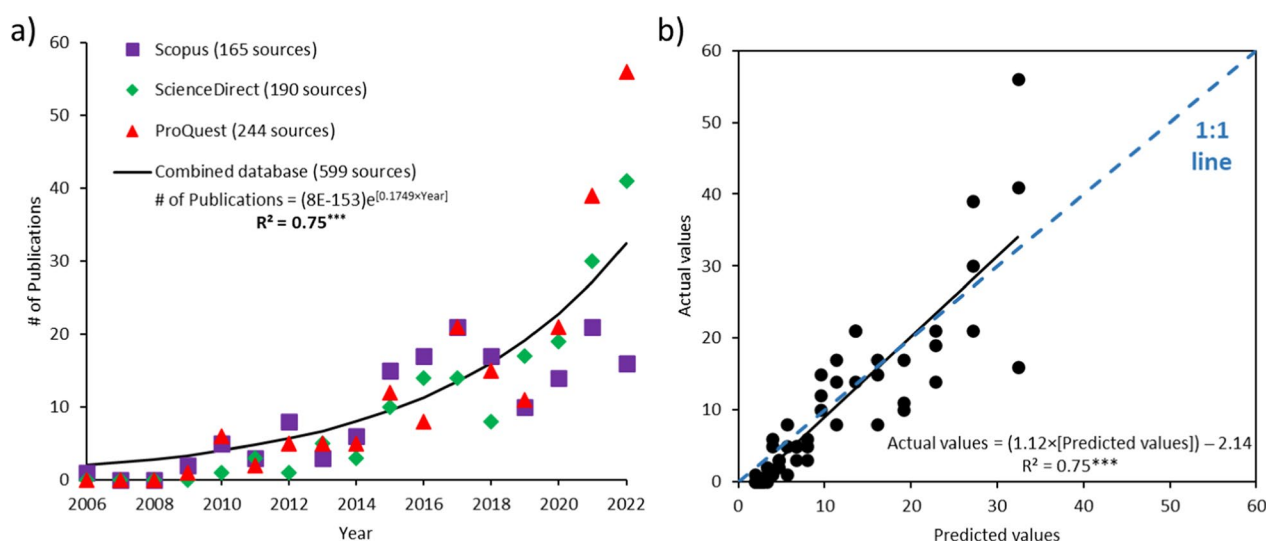 a)
60
50
40
30
20
10
0
# of Publications
Scopus (165 sources)
ScienceDirect (190 sources)
ProQuest (244 sources)
Combined database (599 sources)
# of Publications = (8E-153)e[0.1749×Year]
R² = 0.75***
2006 2008 2010 2012 2014 2016 2018 2020 2022
Year
b)
60
50
40
30
20
10
0
Actual values
1:1
line
Actual values = (1.12×[Predicted values]) – 2.14
R² = 0.75***
0 10 20 30 40 50 60
Predicted values